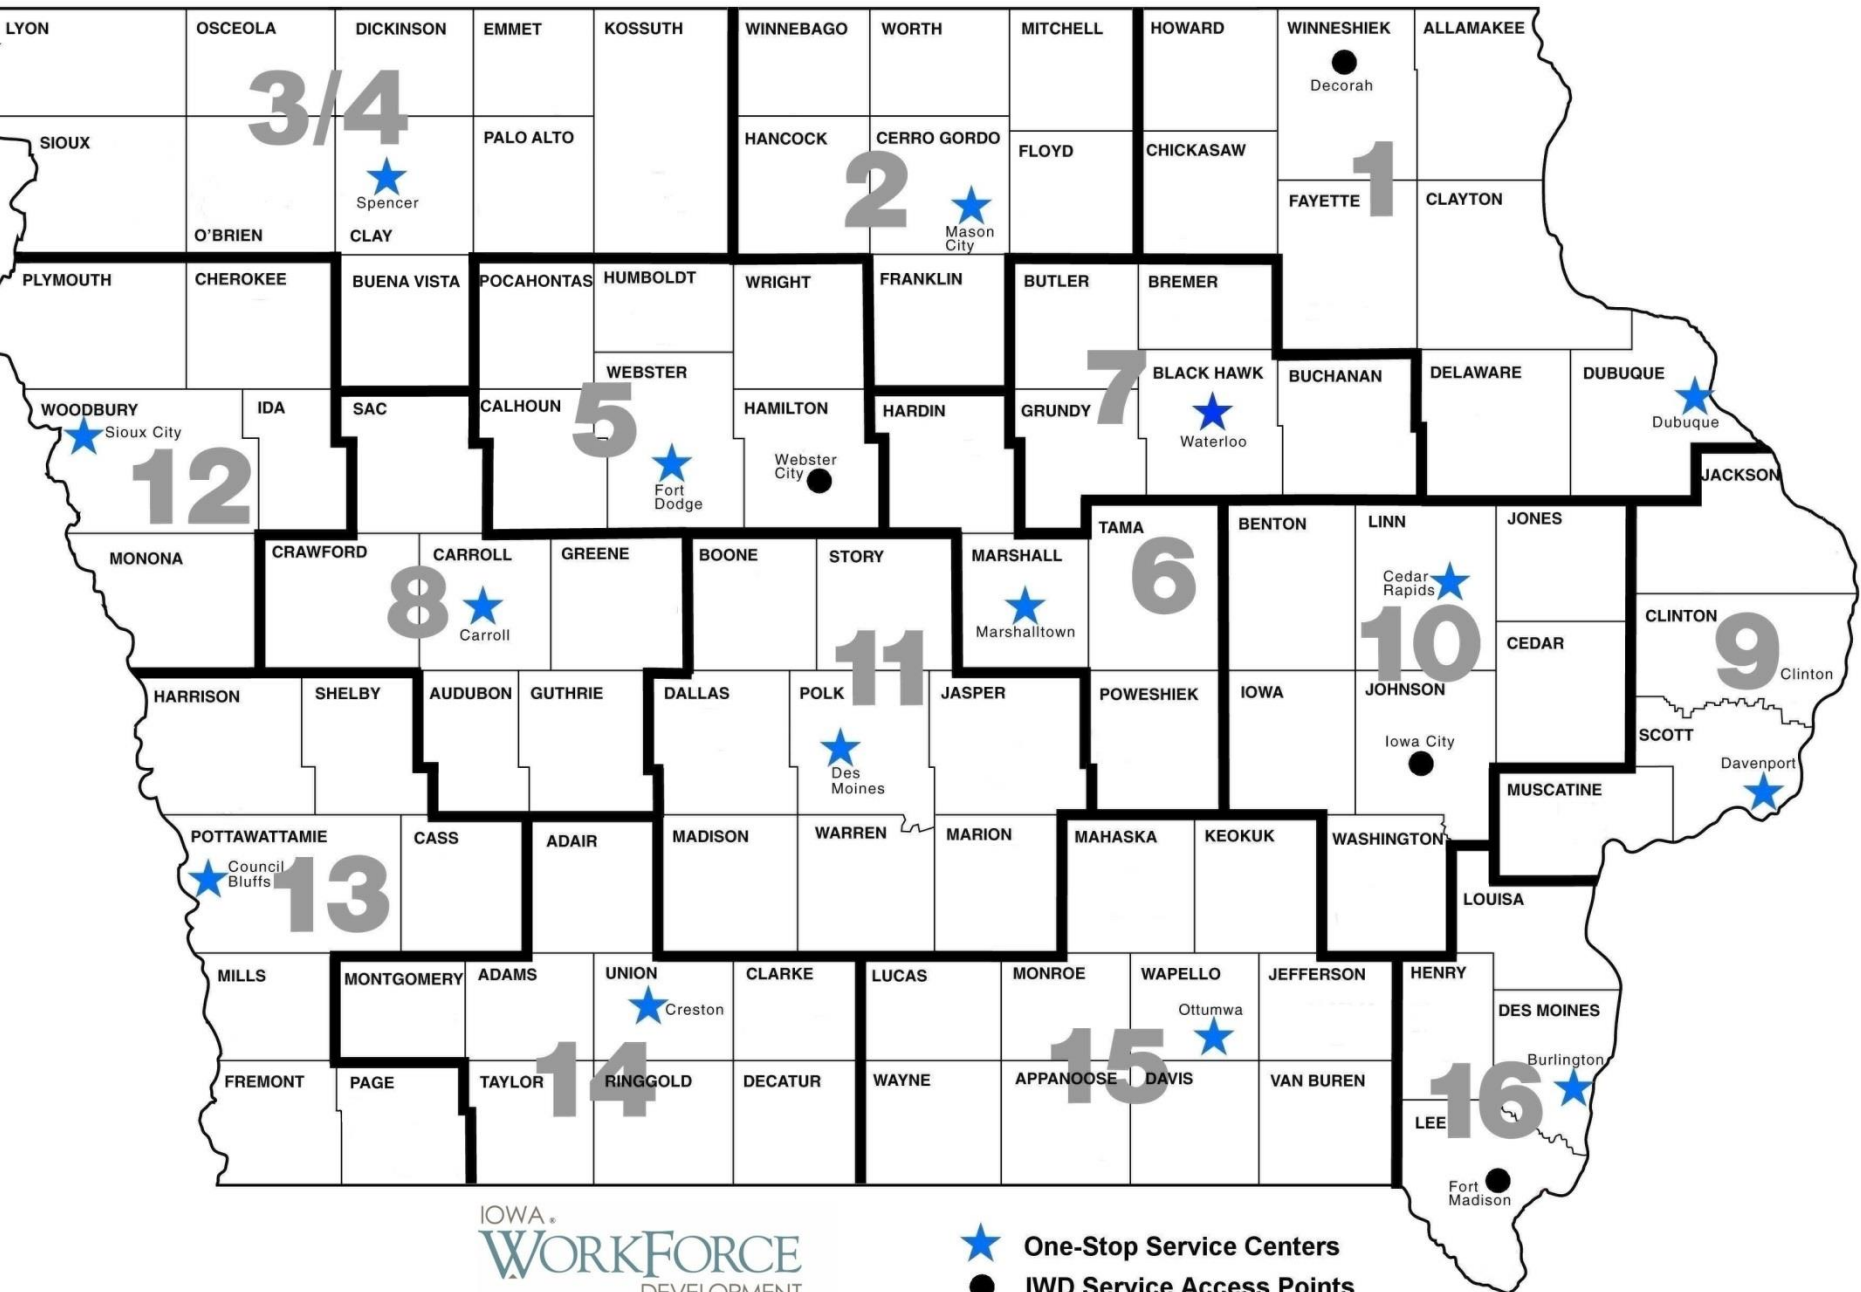 LYON
OSCEOLA
DICKINSON
EMMET
KOSSUTH
WINNEBAGO
WORTH
MITCHELL
HOWARD
WINNESHIEK
ALLAMAKEE
Decorah
3/4
SIOUX
PALO ALTO
HANCOCK
CERRO GORDO
FLOYD
CHICKASAW
2
1
Spencer
FAYETTE
CLAYTON
O'BRIEN
CLAY
Mason
City
PLYMOUTH
CHEROKEE
BUENA VISTA
POCAHONTAS
HUMBOLDT
WRIGHT
FRANKLIN
BUTLER
BREMER
WEBSTER
7
BLACK HAWK
BUCHANAN
DELAWARE
DUBUQUE
WOODBURY
IDA
SAC
CALHOUN
5
HAMILTON
HARDIN
GRUNDY
Sioux City
Waterloo
Dubuque
12
Webster
City
Fort
Dodge
JACKSON
MONONA
CRAWFORD
CARROLL
GREENE
BOONE
STORY
MARSHALL
TAMA
BENTON
LINN
JONES
6
8
Carroll
Marshalltown
Cedar
Rapids
CLINTON
10
CEDAR
9
Clinton
11
HARRISON
SHELBY
AUDUBON
GUTHRIE
DALLAS
POLK
JASPER
POWESHIEK
IOWA
JOHNSON
Iowa City
SCOTT
Davenport
Des
Moines
MUSCATINE
POTTAWATTAMIE
CASS
ADAIR
MADISON
WARREN
MARION
MAHASKA
KEOKUK
WASHINGTON
Council
Bluffs
13
LOUISA
MILLS
MONTGOMERY
ADAMS
UNION
CLARKE
LUCAS
MONROE
WAPELLO
JEFFERSON
HENRY
Creston
Ottumwa
DES MOINES
14
15
Burlington
FREMONT
PAGE
TAYLOR
RINGGOLD
DECATUR
WAYNE
APPANOOSE
DAVIS
VAN BUREN
16
LEE
Fort
Madison
IOWA®
WORKFORCE
DEVELOPMENT
One-Stop Service Centers
IWD Service Access Points